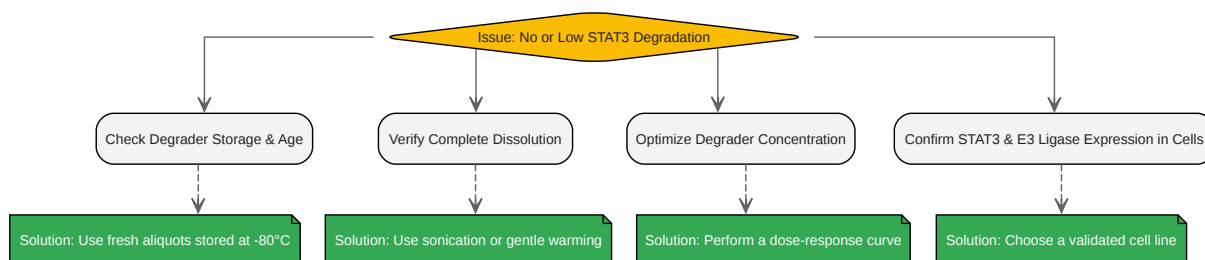 Issue: No or Low STAT3 Degradation
Check Degrader Storage & Age
Verify Complete Dissolution
Optimize Degrader Concentration
Confirm STAT3 & E3 Ligase Expression in Cells
Solution: Use fresh aliquots stored at -80°C
Solution: Use sonication or gentle warming
Solution: Perform a dose-response curve
Solution: Choose a validated cell line